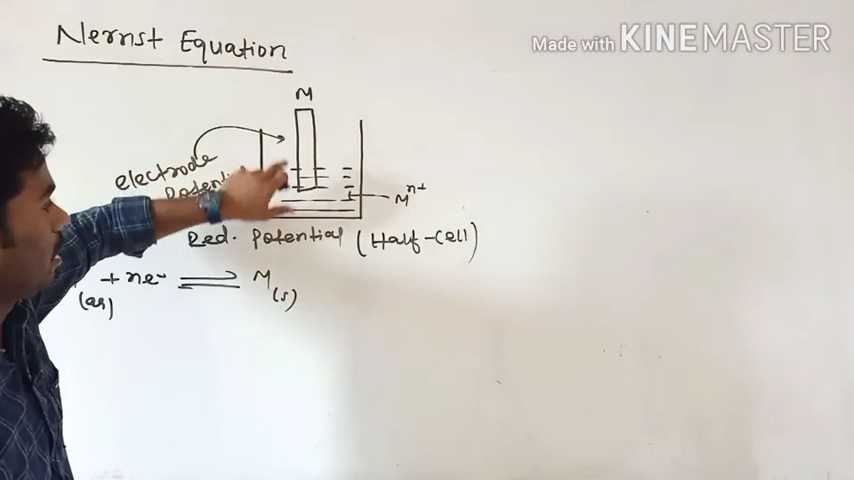 Nernst Equation
Made with KINEMASTER
M
electrode
M^n+
Red. Potential (Half-Cell)
+ ne⁻ ⇌ M(s)
(aq)